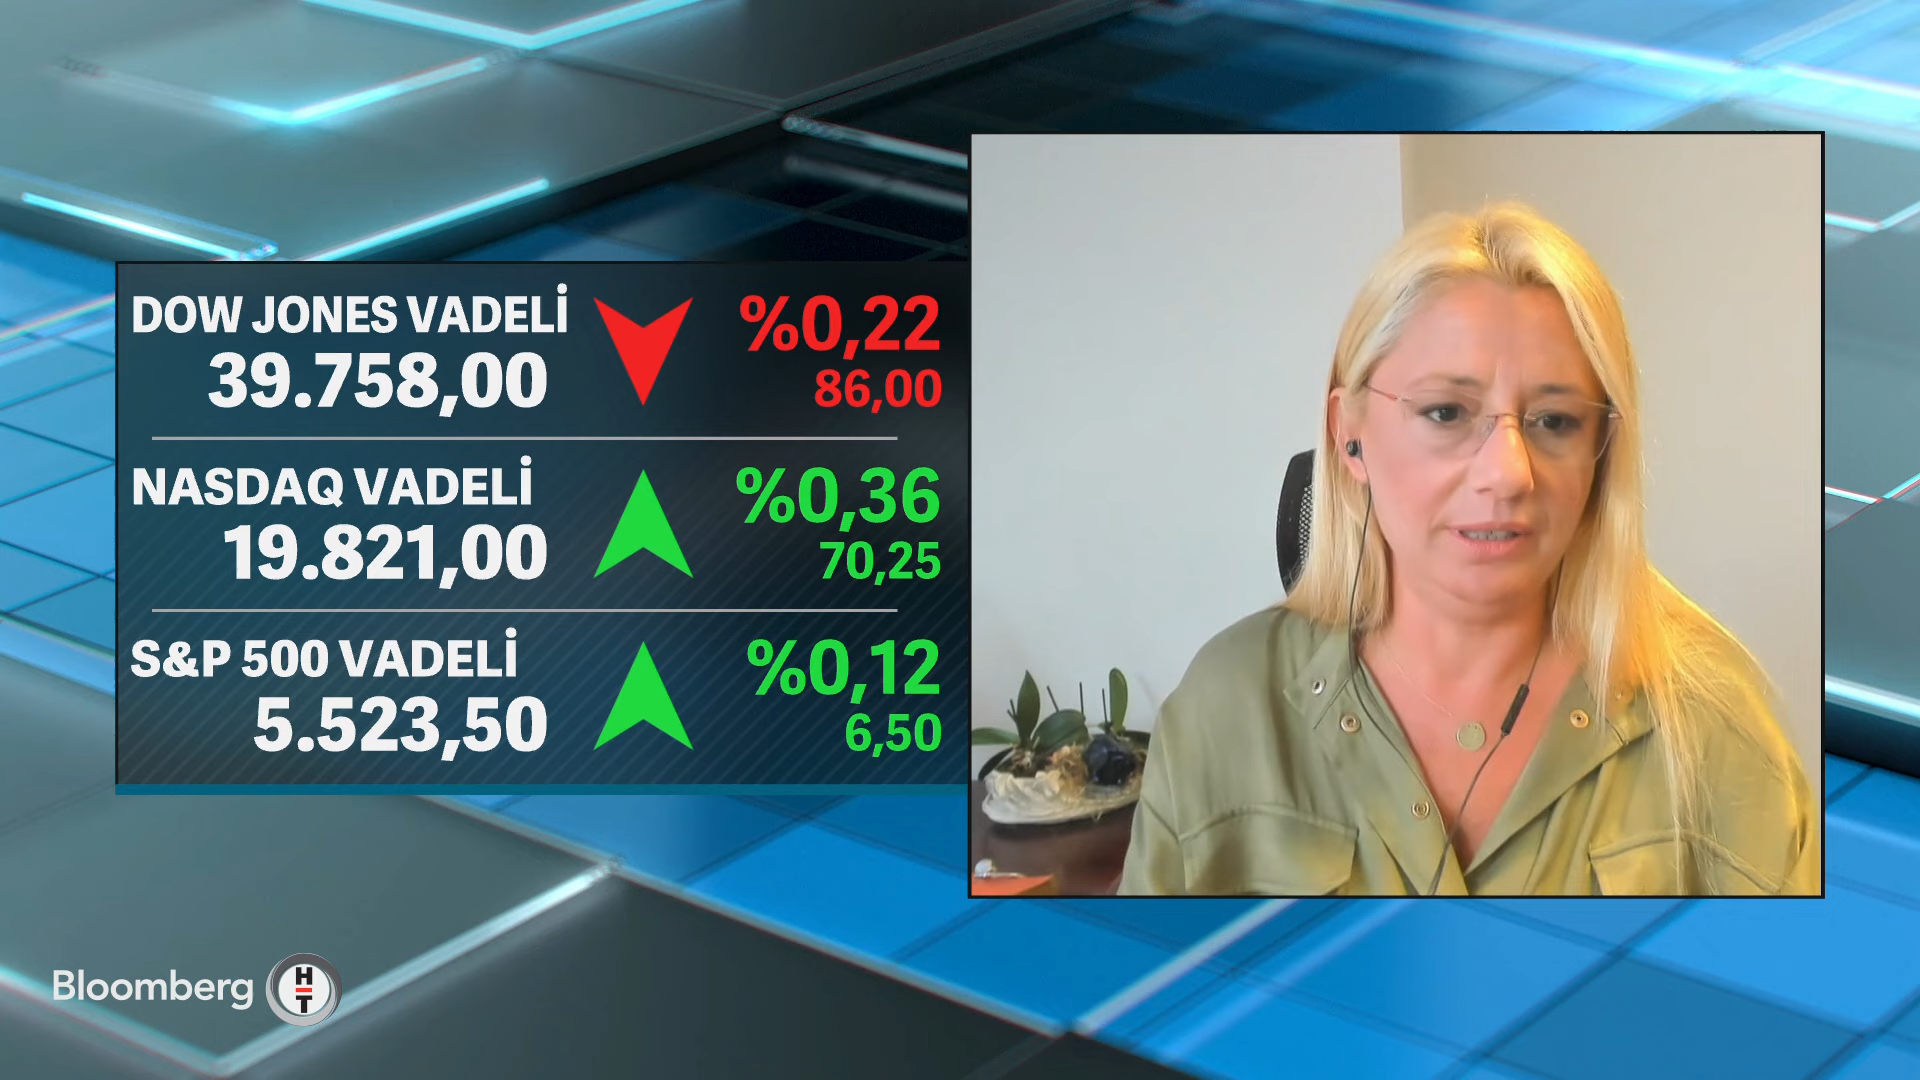 DOW JONES VADELİ
39.758,00
%0,22
86,00
NASDAQ VADELİ
19.821,00
%0,36
70,25
S&P 500 VADELİ
5.523,50
%0,12
6,50
Bloomberg HT